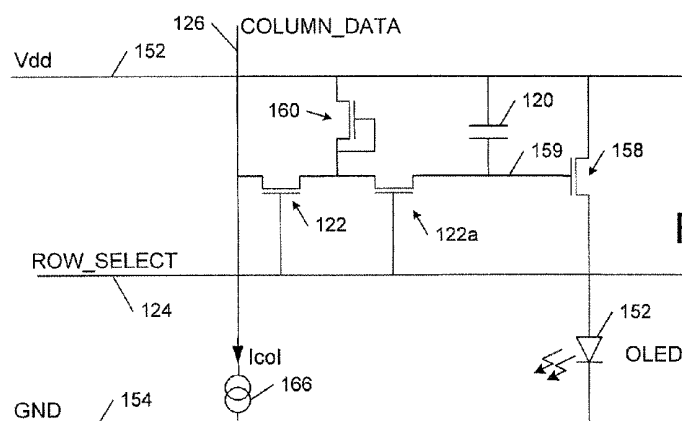 126
COLUMN_DATA
Vdd
152
160
120
159
158
122
122a
ROW_SELECT
124
152
Icol
OLED
166
GND
154